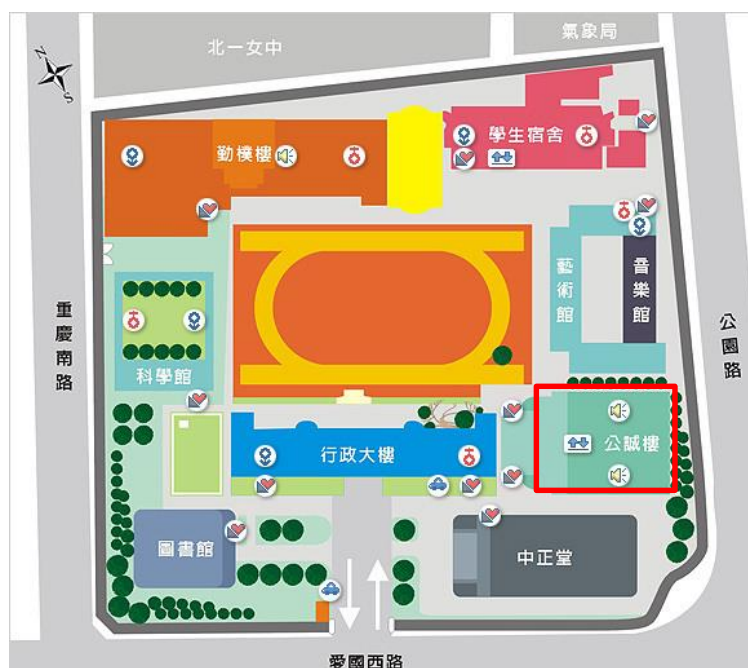 北一女中
氣象局
N
S
勤樸樓
學生宿舍
藝術館
音樂館
重慶南路
公園路
科學館
行政大樓
公誠樓
圖書館
中正堂
愛國西路